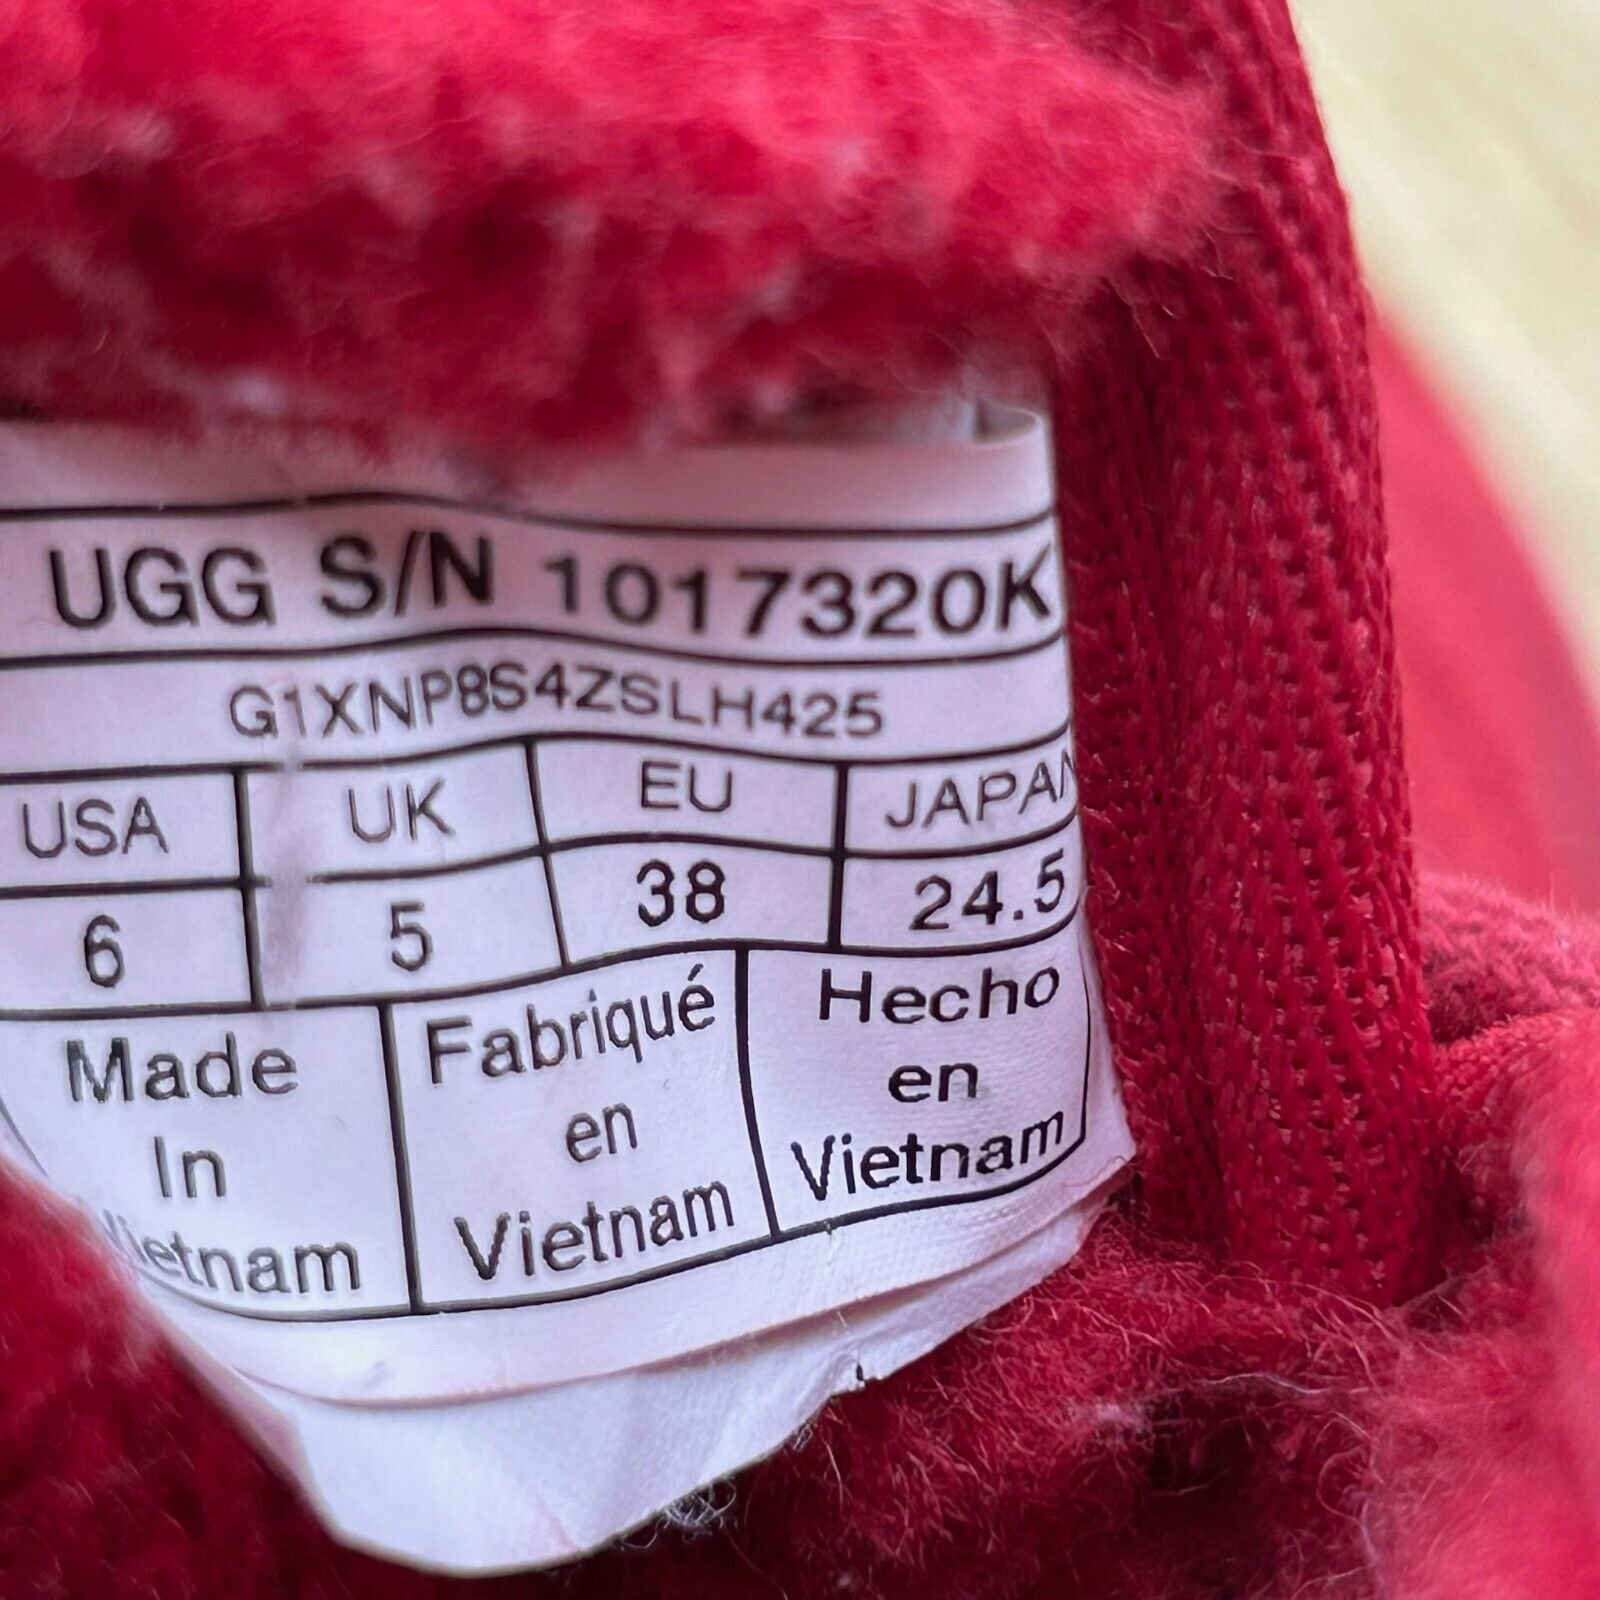 UGG S/N 1017320K
G1XNP8S4ZSLH425
USA UK EU JAPAN
6 5 38 24.5
Made In Vietnam
Fabriqué en Vietnam
Hecho en Vietnam